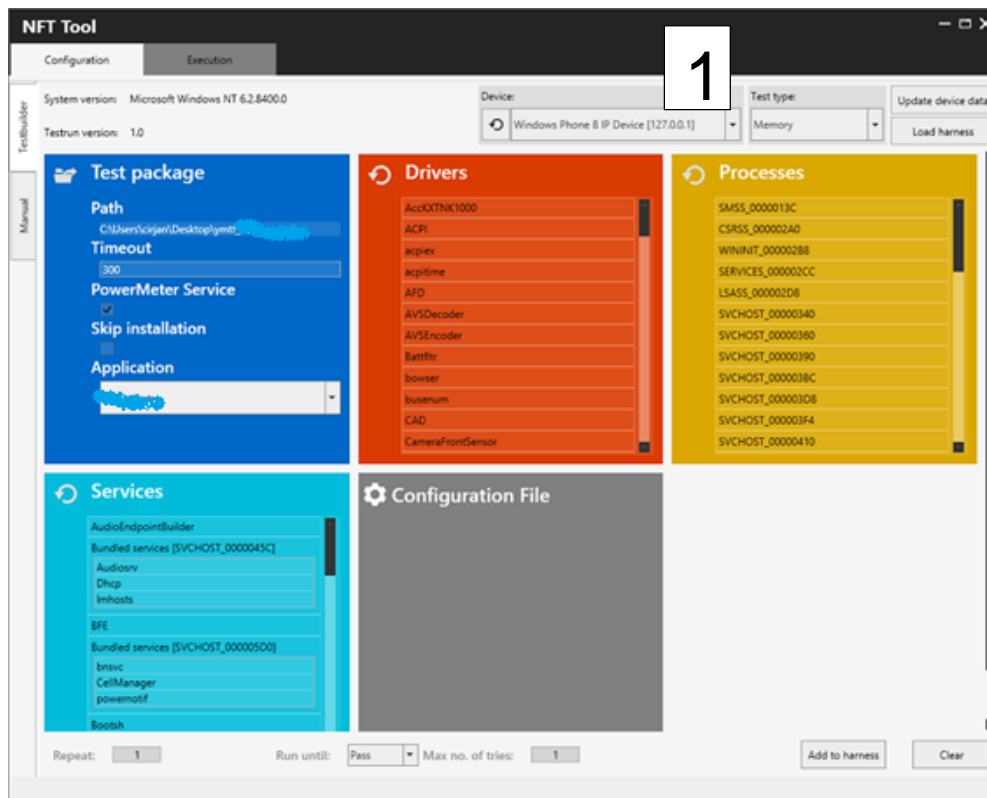 NFT Tool
Configuration Execution
1
Testbuilder
Manual
System version: Microsoft Windows NT 6.2.8400.0
Testrun version: 1.0
Device:
Windows Phone 8 IP Device [127.0.0.1]
Test type:
Memory
Update device data
Load harness
Test package
Path
C:\Users\cirjan\Desktop\ymtt_
Timeout
300
PowerMeter Service
Skip installation
Application
Drivers
AccKXTNK1000
ACPI
acpiex
acpitime
AFD
AVSDecoder
AVSEncoder
Battfltr
bowser
busenum
CAD
CameraFrontSensor
Processes
SMSS_0000013C
CSRSS_000002A0
WININIT_000002B8
SERVICES_000002CC
LSASS_000002D8
SVCHOST_00000340
SVCHOST_00000360
SVCHOST_00000390
SVCHOST_000003BC
SVCHOST_000003D8
SVCHOST_000003F4
SVCHOST_00000410
Services
AudioEndpointBuilder
Bundled services [SVCHOST_0000045C]
Audiosrv
Dhcp
lmhosts
BFE
Bundled services [SVCHOST_000005D0]
bnsvc
CellManager
powernotif
Bootsh
Configuration File
Repeat: 1 Run until: Pass Max no. of tries: 1
Add to harness
Clear